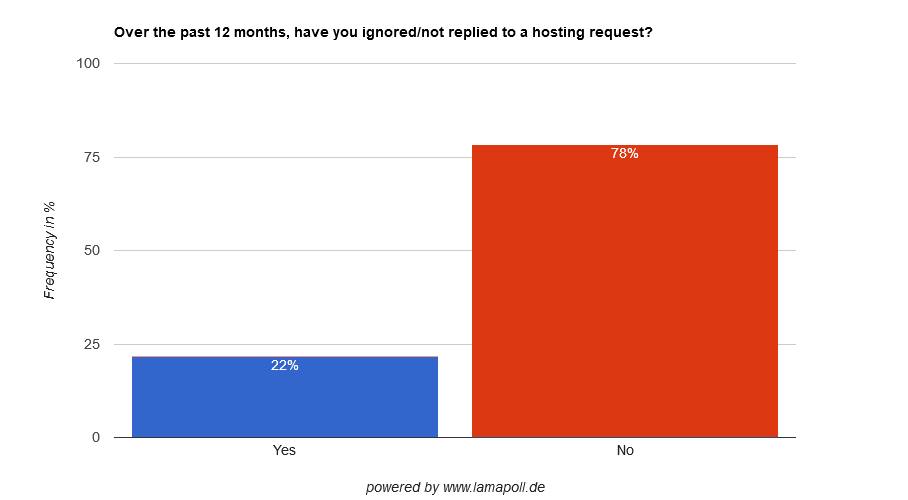 Over the past 12 months, have you ignored/not replied to a hosting request?
100
75
50
25
0
Frequency in %
22%
78%
Yes
No
powered by www.lamapoll.de